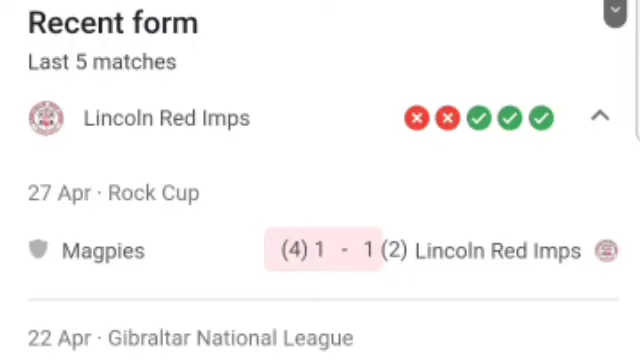 Recent form
Last 5 matches
Lincoln Red Imps
27 Apr · Rock Cup
Magpies (4) 1 - 1 (2) Lincoln Red Imps
22 Apr · Gibraltar National League